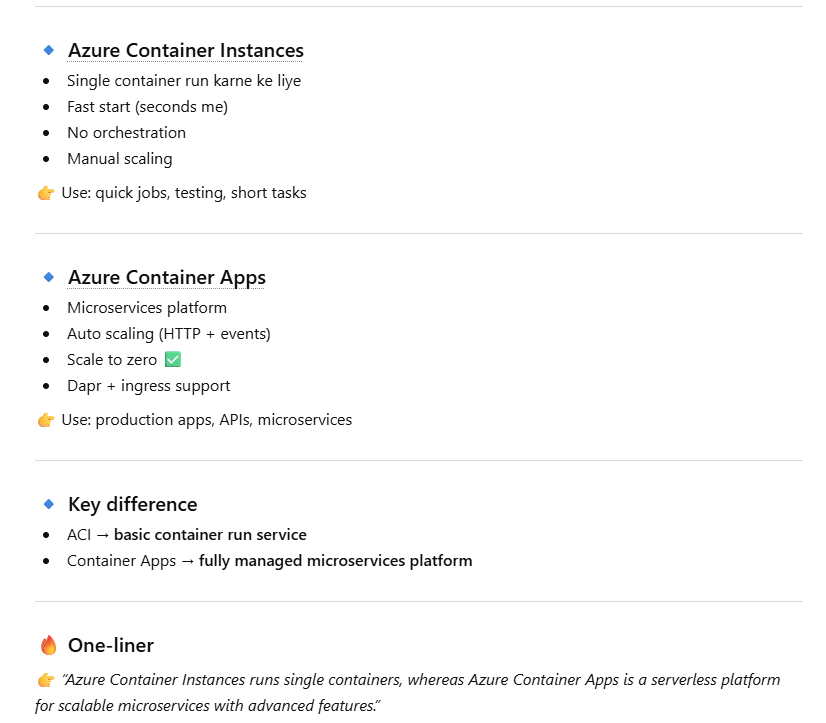 🔹 Azure Container Instances
• Single container run karne ke liye
• Fast start (seconds me)
• No orchestration
• Manual scaling
👉 Use: quick jobs, testing, short tasks
🔹 Azure Container Apps
• Microservices platform
• Auto scaling (HTTP + events)
• Scale to zero ✅
• Dapr + ingress support
👉 Use: production apps, APIs, microservices
🔹 Key difference
• ACI → basic container run service
• Container Apps → fully managed microservices platform
🔥 One-liner
👉 “Azure Container Instances runs single containers, whereas Azure Container Apps is a serverless platform
for scalable microservices with advanced features.”